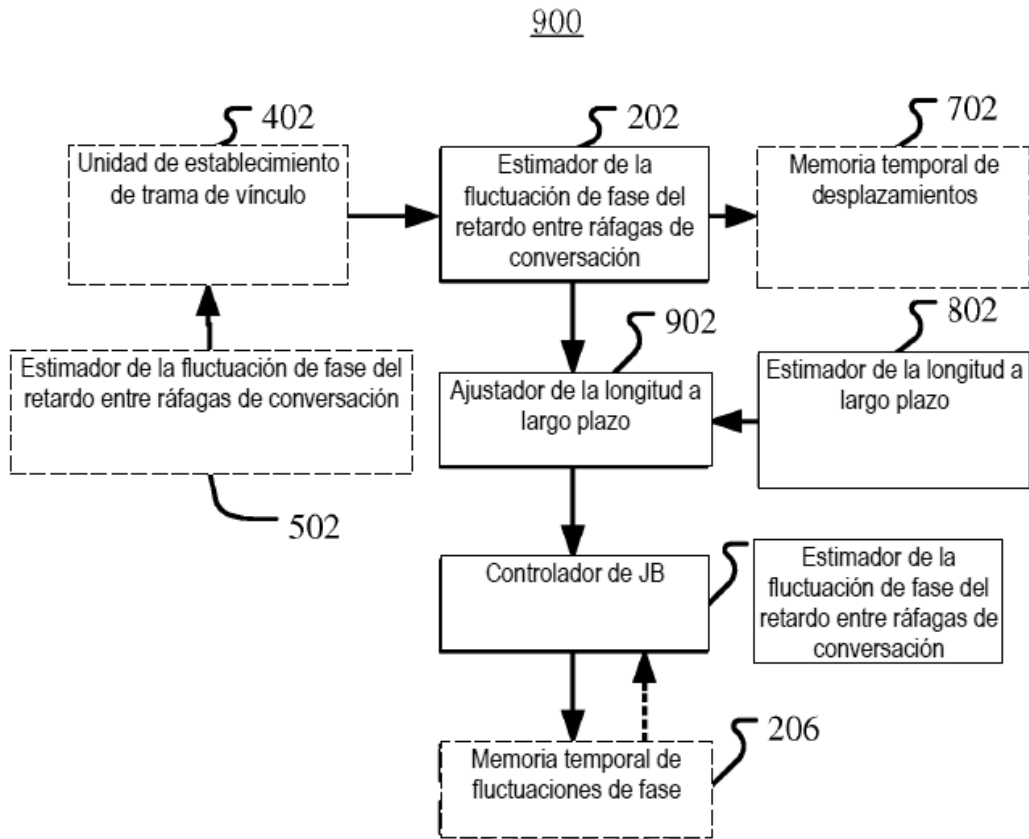 900
402
Unidad de establecimiento
de trama de vínculo
202
Estimador de la
fluctuación de fase del
retardo entre ráfagas de
conversación
702
Memoria temporal de
desplazamientos
Estimador de la fluctuación de fase del
retardo entre ráfagas de conversación
502
902
Ajustador de la longitud a
largo plazo
802
Estimador de la longitud a
largo plazo
Controlador de JB
Estimador de la
fluctuación de fase del
retardo entre ráfagas de
conversación
206
Memoria temporal de
fluctuaciones de fase